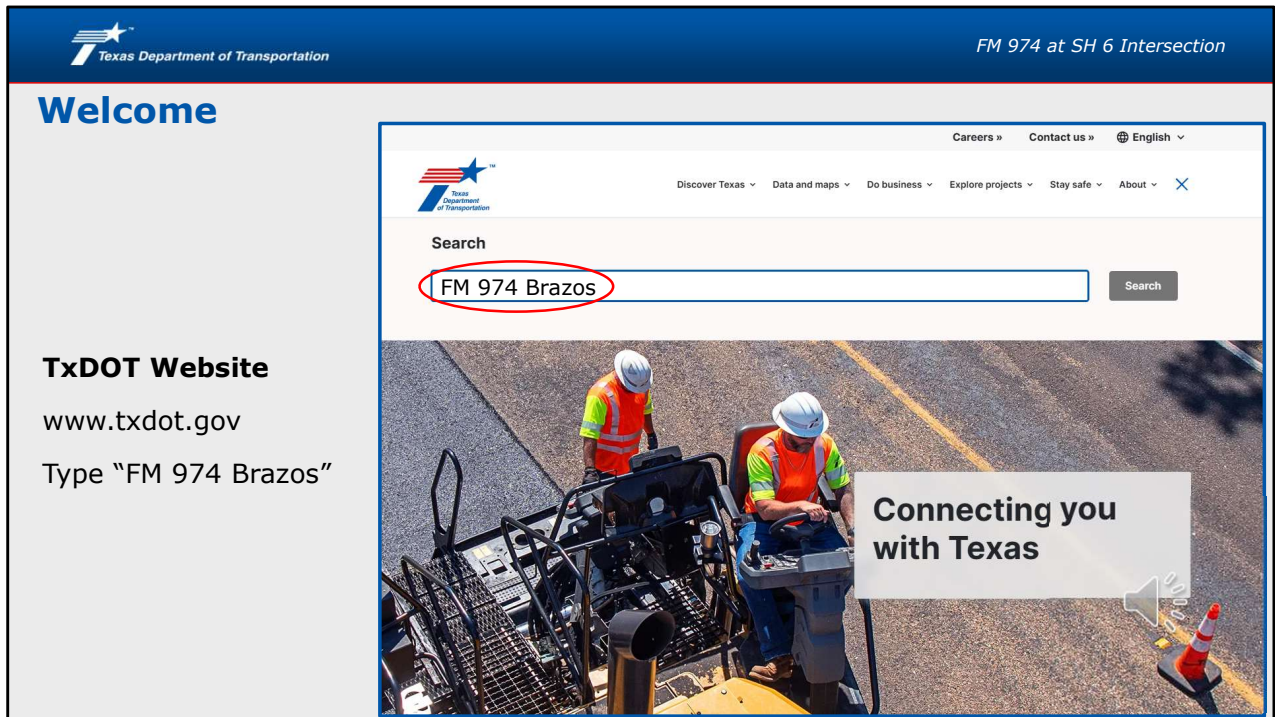 Texas Department of Transportation
FM 974 at SH 6 Intersection
Welcome
TxDOT Website
www.txdot.gov
Type “FM 974 Brazos”
Careers »
Contact us »
English
TM
Texas
Department
of Transportation
Discover Texas
Data and maps
Do business
Explore projects
Stay safe
About
Search
FM 974 Brazos
Search
Connecting you
with Texas